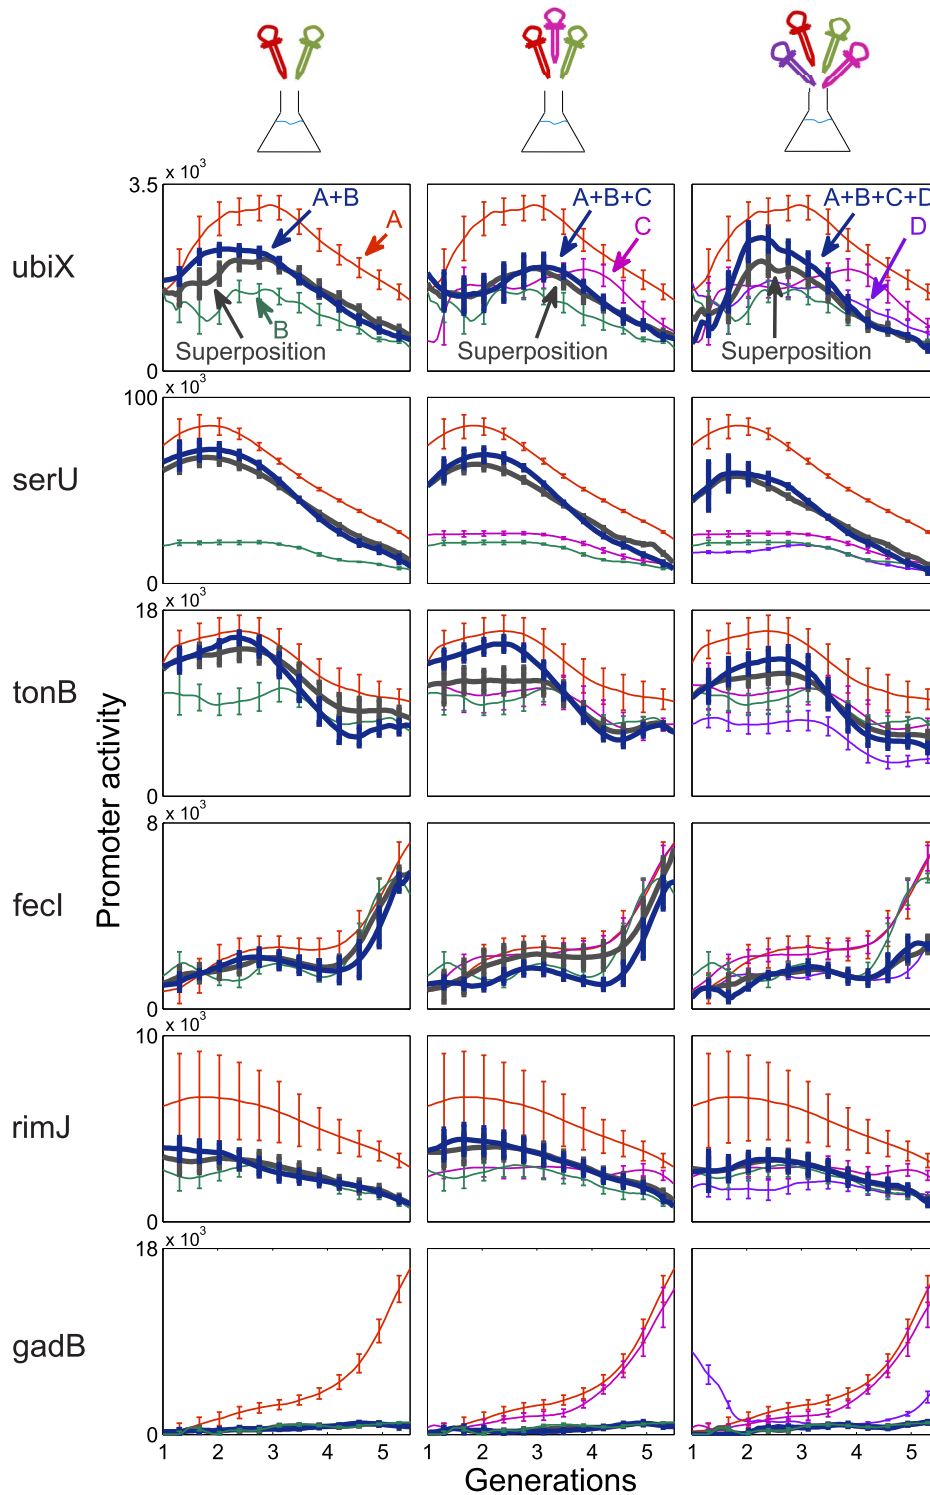 x 10³
3.5
A+B
A
A+B+C
C
A+B+C+D
D
ubiX
B
Superposition
Superposition
Superposition
0
x 10³
100
serU
0
x 10³
18
tonB
0
Promoter activity
x 10³
8
fecI
0
x 10³
10
rimJ
0
x 10³
18
gadB
0
1 2 3 4 5 1 2 3 4 5 1 2 3 4 5
Generations